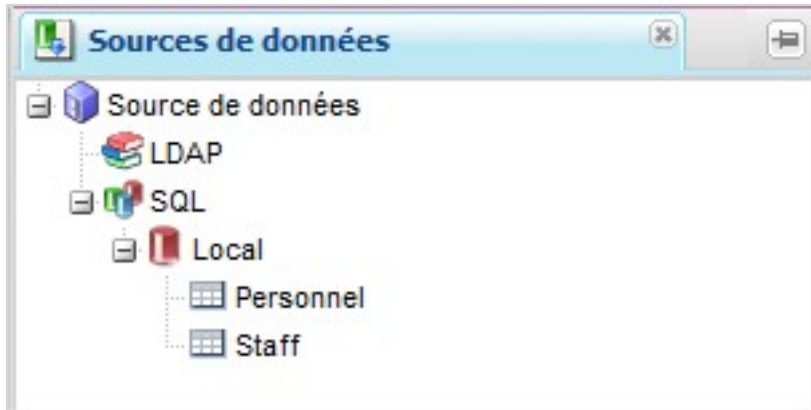 Sources de données
Source de données
LDAP
SQL
Local
Personnel
Staff